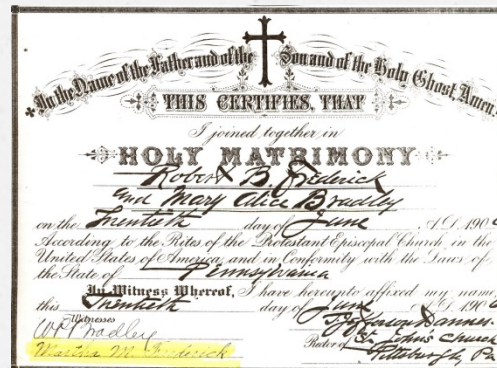 In the Name of the Father and of the Son and of the Holy Ghost, Amen.
THIS CERTIFIES, THAT
I joined together in
HOLY MATRIMONY
Robert B Frederick
and Mary Alice Bradley
on the Twentieth day of June A.D. 190
According to the Rites of the Protestant Episcopal Church in the
United States of America and in Conformity with the Laws of
the State of Pennsylvania
In Witness Whereof, I have hereunto affixed my name,
this Twentieth day of June A.D. 190
Witnesses
W P Bradley
Rector of St. Johns Church
Martha M. Frederick
Pittsburgh, Pa